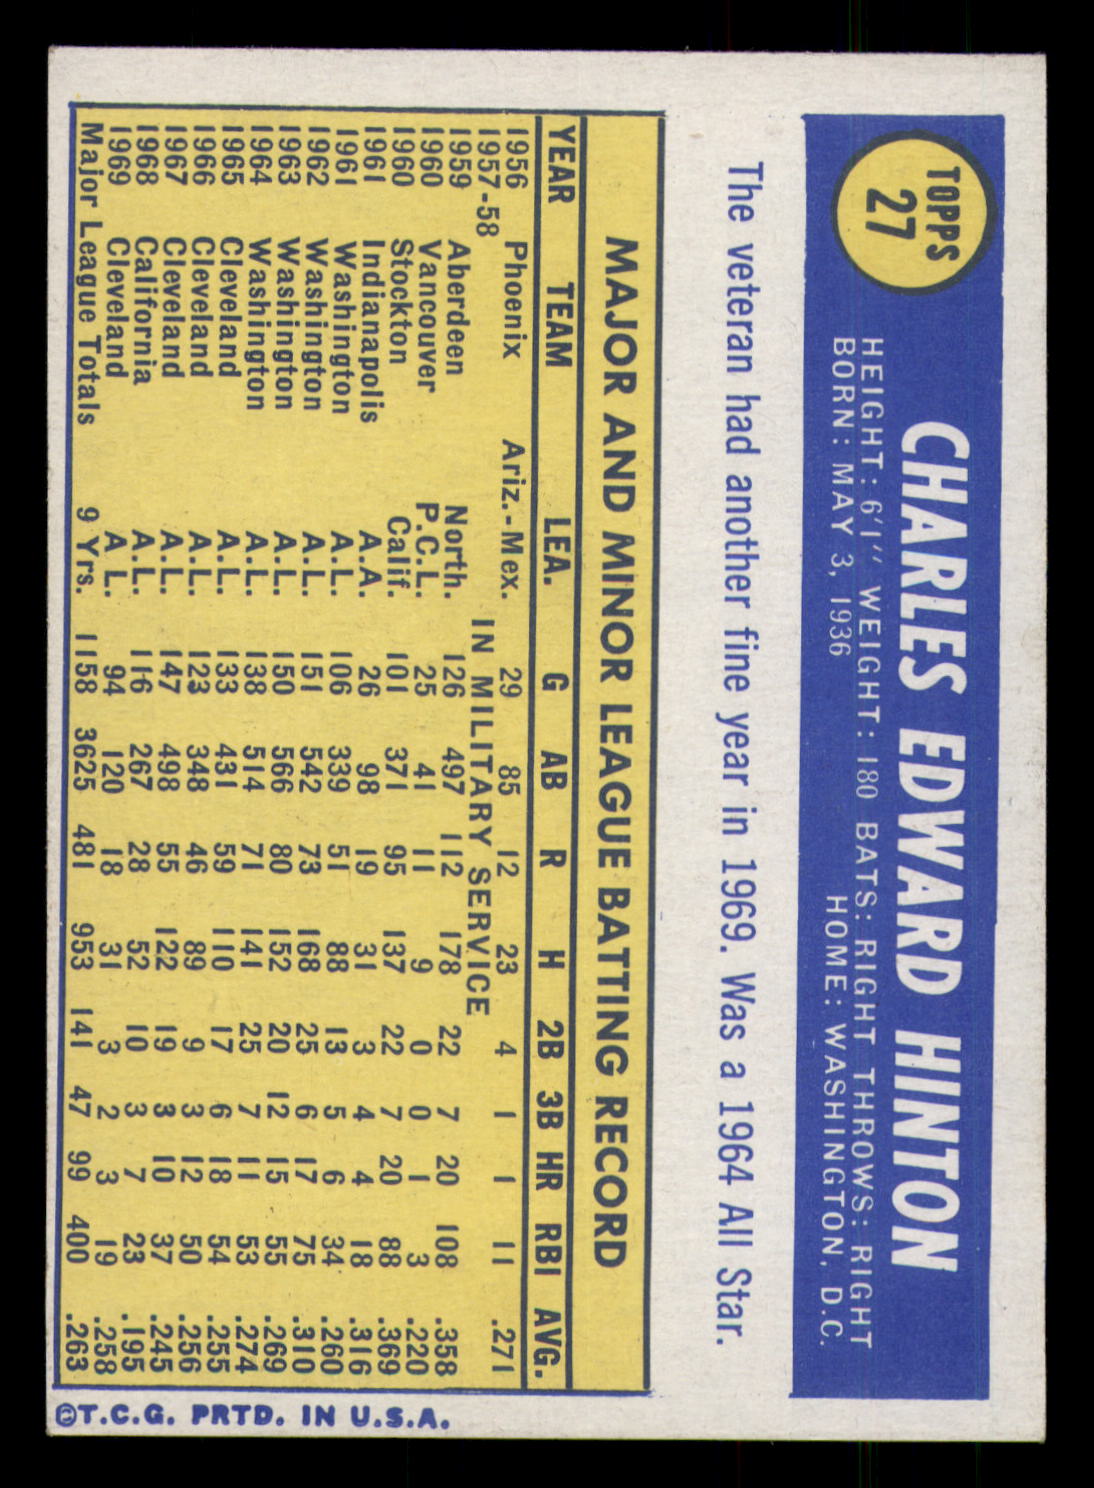 TOPPS
27
CHARLES EDWARD HINTON
HEIGHT: 6'1" WEIGHT: 180 BATS: RIGHT THROWS: RIGHT
BORN: MAY 3, 1936 HOME: WASHINGTON, D.C.
The veteran had another fine year in 1969. Was a 1964 All Star.
MAJOR AND MINOR LEAGUE BATTING RECORD
YEAR TEAM LEA. G AB R H 2B 3B HR RBI AVG.
1956 Phoenix Ariz.-Mex. 29 85 12 23 4 1 1 11 .271
1957-58 IN MILITARY SERVICE
1959 Aberdeen North. 126 497 112 178 22 7 20 108 .358
1960 Vancouver P.C.L. 25 41 11 9 0 0 1 3 .220
1960 Stockton Calif. 101 371 95 137 22 7 20 88 .369
1961 Indianapolis A.A. 26 98 19 31 3 4 4 18 .316
1961 Washington A.L. 106 339 51 88 13 5 6 34 .260
1962 Washington A.L. 151 542 73 168 25 6 17 75 .310
1963 Washington A.L. 150 566 80 152 20 12 15 55 .269
1964 Washington A.L. 138 514 71 141 25 7 11 53 .274
1965 Cleveland A.L. 133 431 59 110 17 6 18 54 .255
1966 Cleveland A.L. 123 348 46 89 9 3 12 50 .256
1967 Cleveland A.L. 147 498 55 122 19 3 10 37 .245
1968 California A.L. 116 267 28 52 10 3 7 23 .195
1969 Cleveland A.L. 94 120 18 31 3 2 3 19 .258
Major League Totals 9 Yrs. 1158 3625 481 953 141 47 99 400 .263
©T.C.G. PRTD. IN U.S.A.